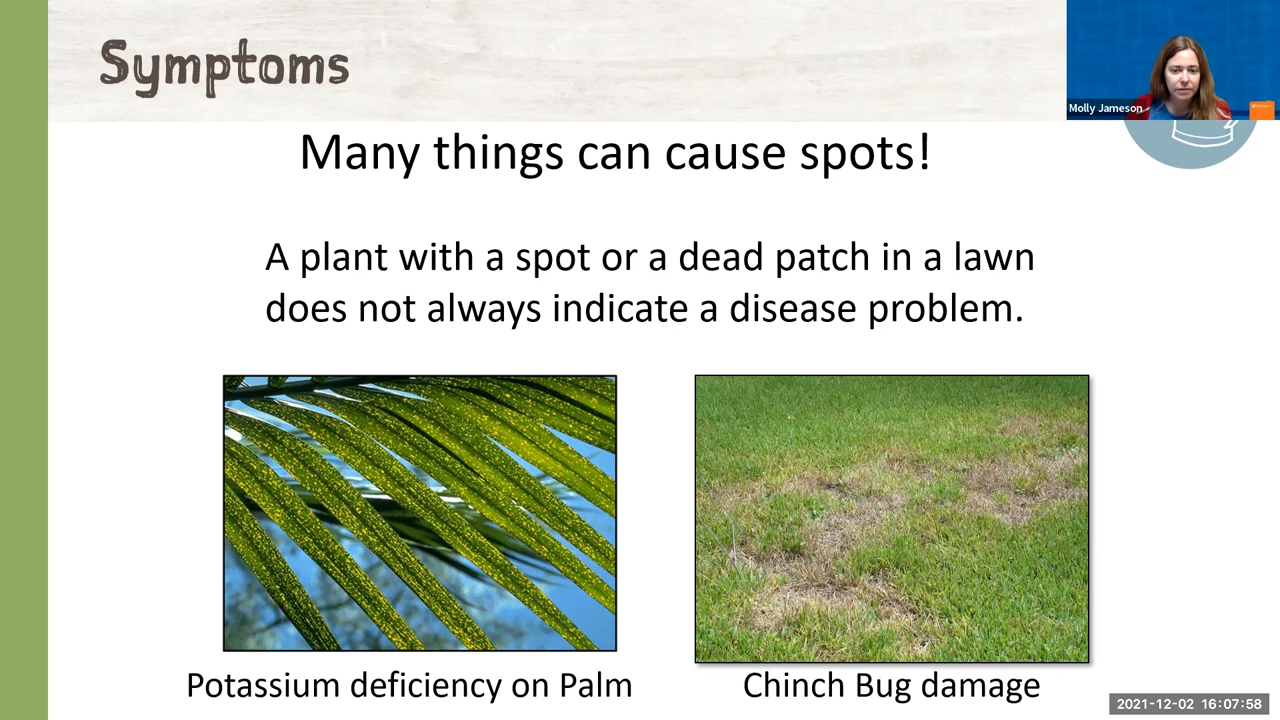 Symptoms
Molly Jameson
Many things can cause spots!
A plant with a spot or a dead patch in a lawn
does not always indicate a disease problem.
Potassium deficiency on Palm
Chinch Bug damage
2021-12-02 16:07:58